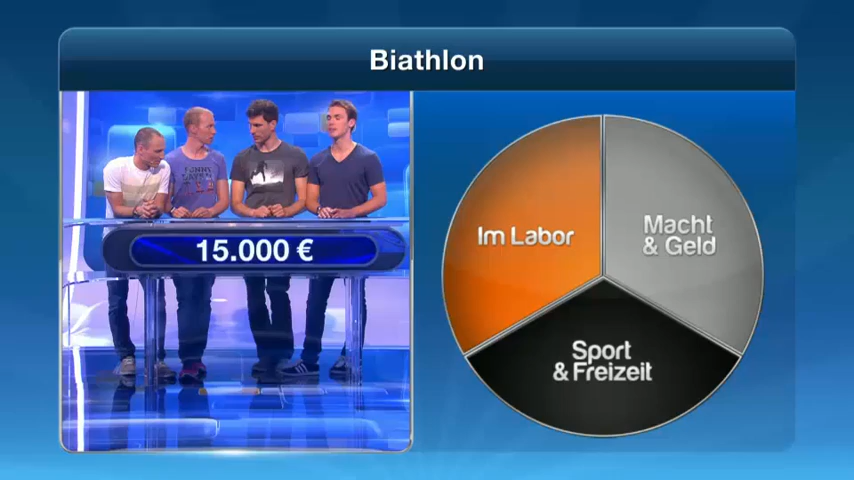 Biathlon
15.000 €
Im Labor
Macht
& Geld
Sport
& Freizeit